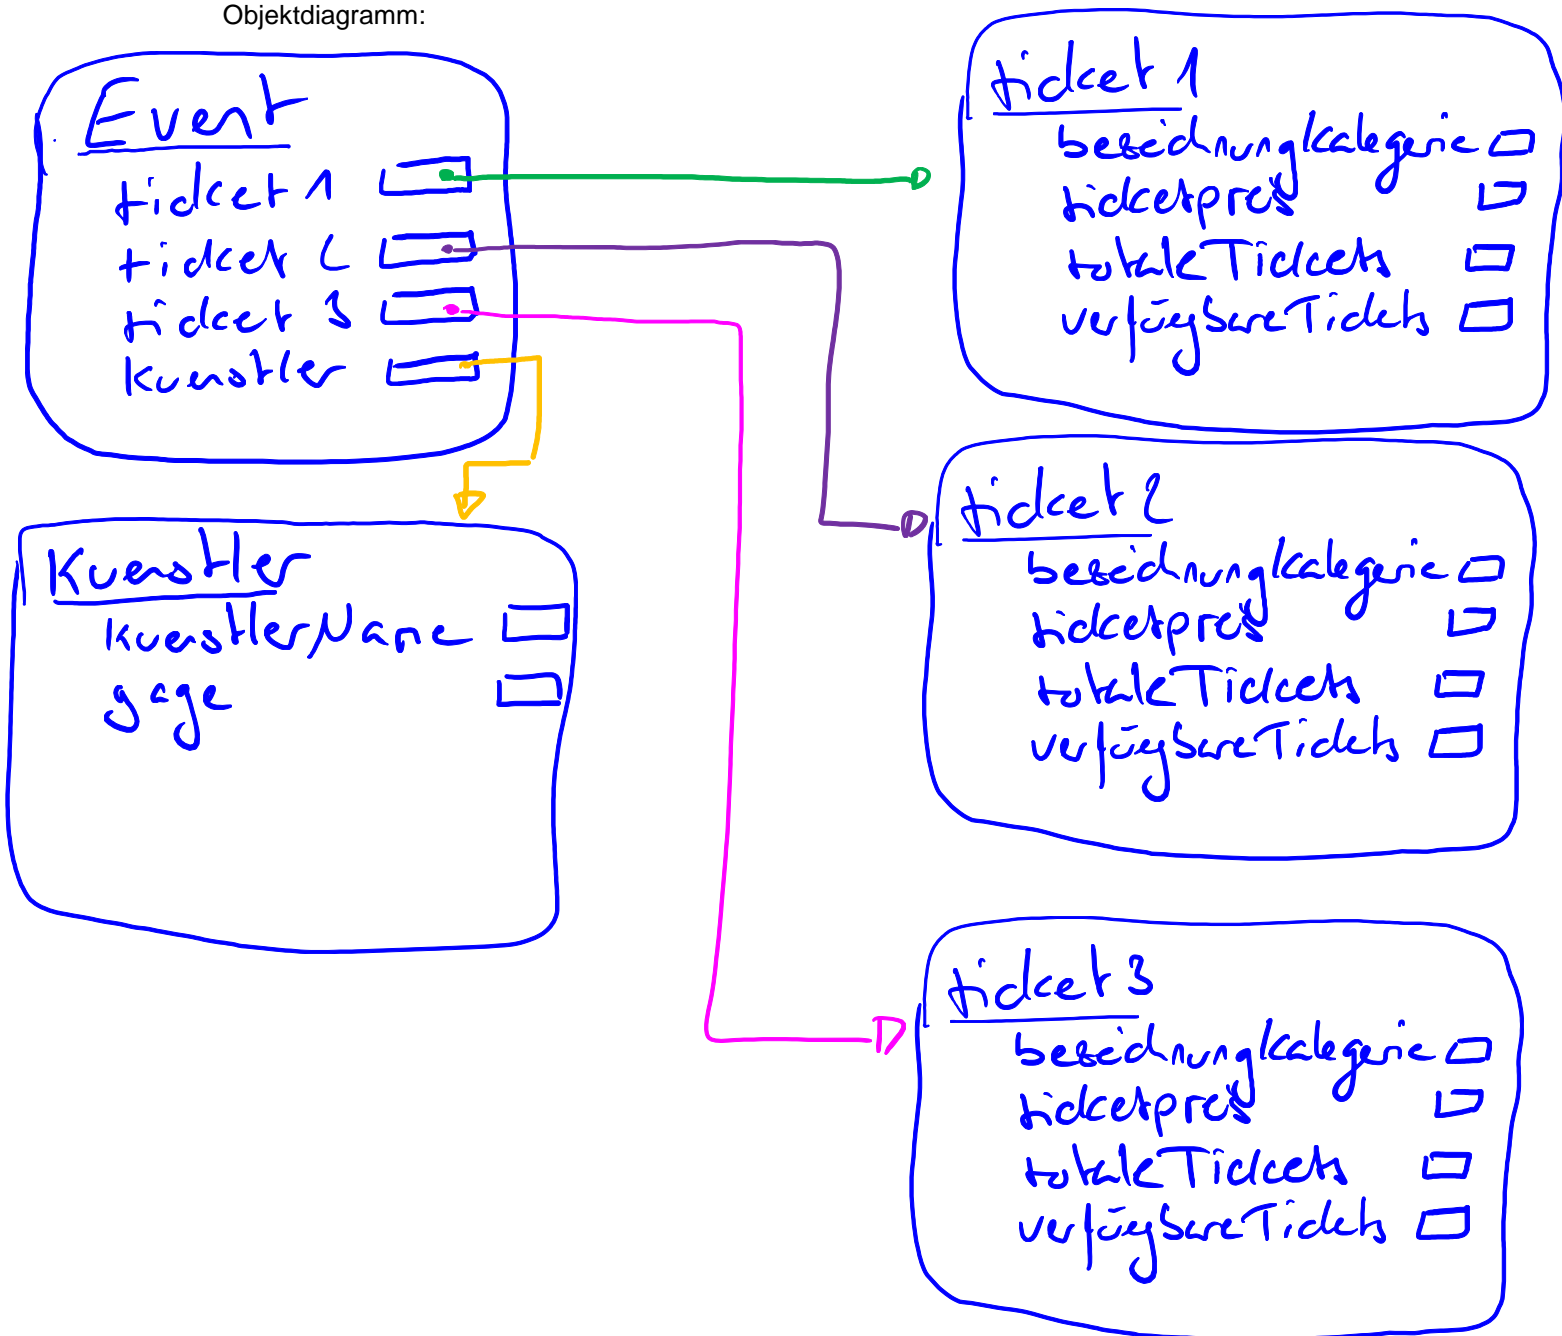 Objektdiagramm:
Event
ticket 1
ticket 2
ticket 3
kuenstler
Kuenstler
kuenstlerName
gage
ticket 1
bezeichnungKategorie
ticketpreis
totaleTickets
verfügbareTickets
ticket 2
bezeichnungKategorie
ticketpreis
totaleTickets
verfügbareTickets
ticket 3
bezeichnungKategorie
ticketpreis
totaleTickets
verfügbareTickets